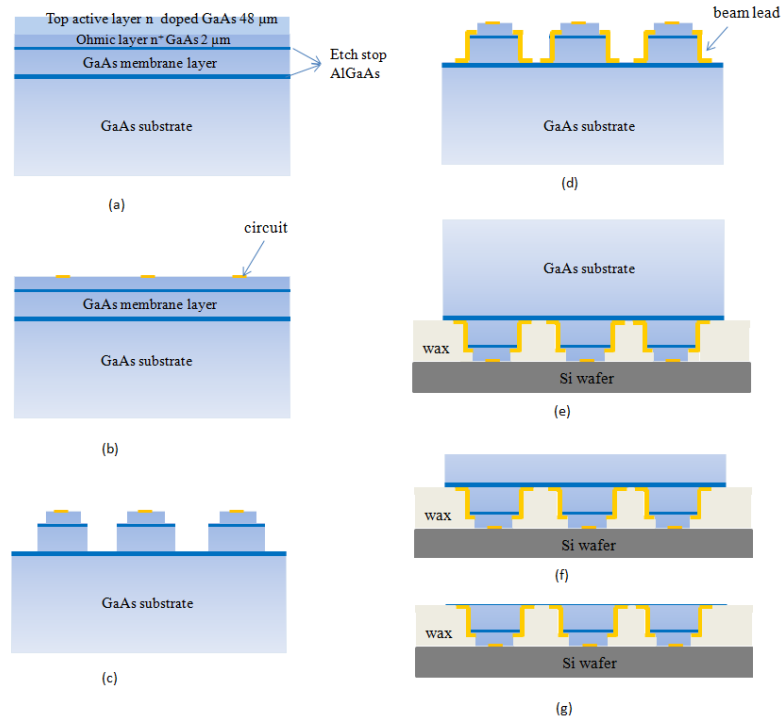 Top active layer n doped GaAs 48 μm
Ohmic layer n⁺ GaAs 2 μm
GaAs membrane layer
Etch stop
AlGaAs
GaAs substrate
(a)
circuit
GaAs membrane layer
GaAs substrate
(b)
GaAs substrate
(c)
beam lead
GaAs substrate
(d)
GaAs substrate
wax
Si wafer
(e)
wax
Si wafer
(f)
wax
Si wafer
(g)